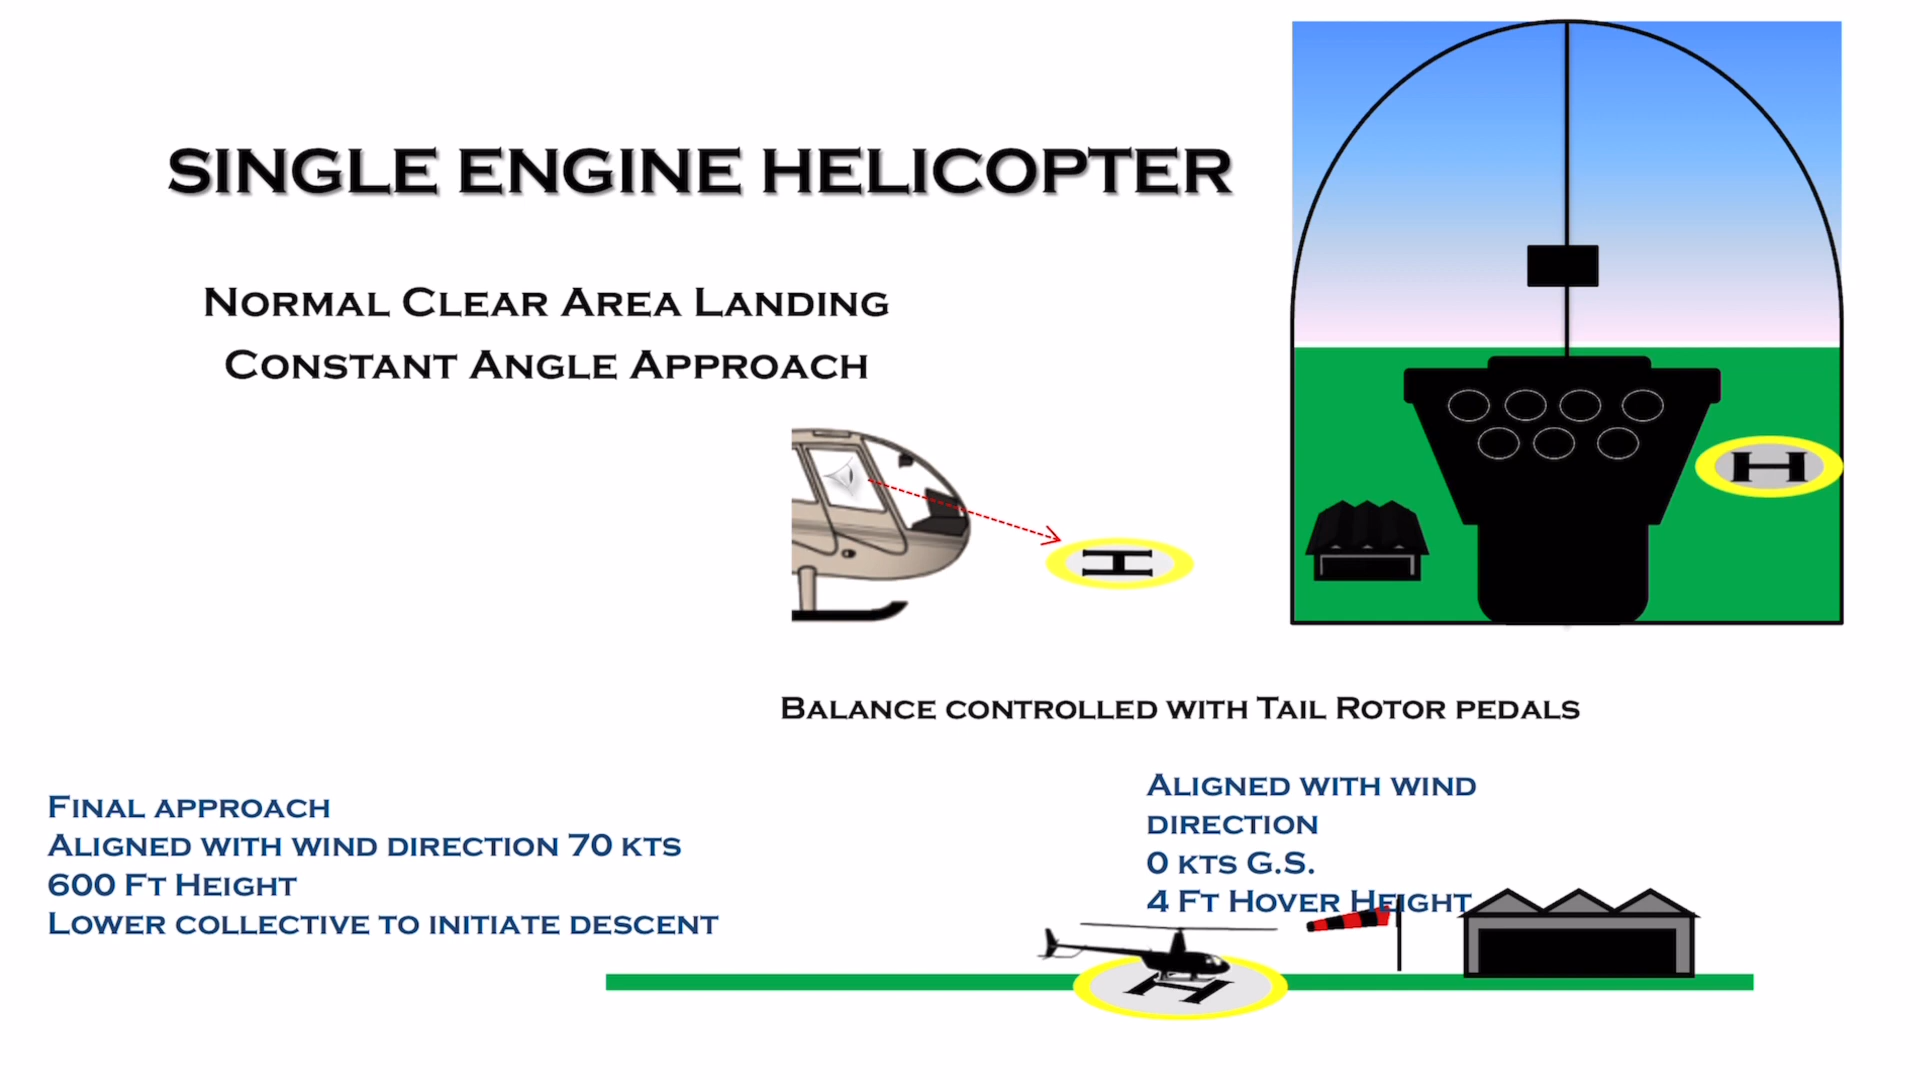 SINGLE ENGINE HELICOPTER
NORMAL CLEAR AREA LANDING
CONSTANT ANGLE APPROACH
H
H
BALANCE CONTROLLED WITH TAIL ROTOR PEDALS
FINAL APPROACH
ALIGNED WITH WIND DIRECTION 70 KTS
600 FT HEIGHT
LOWER COLLECTIVE TO INITIATE DESCENT
ALIGNED WITH WIND
DIRECTION
0 KTS G.S.
4 FT HOVER HEIGHT
H